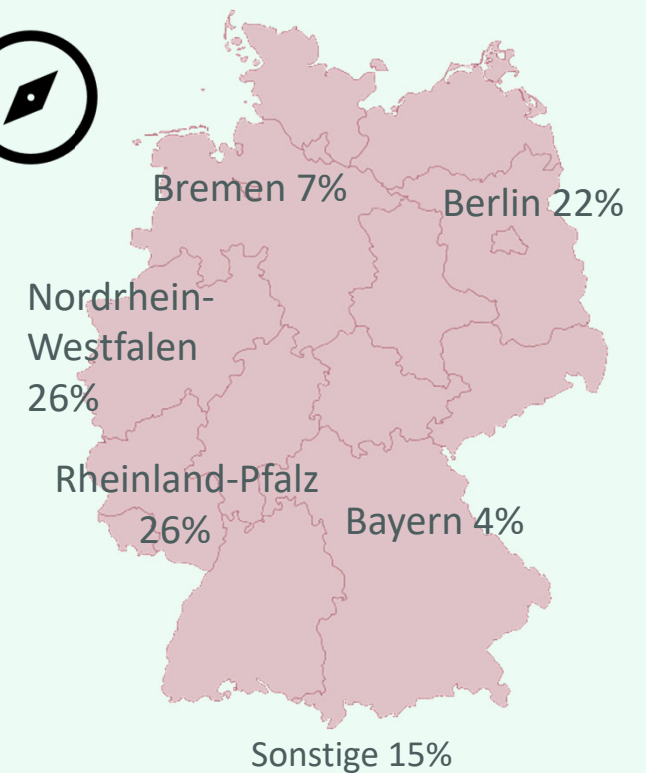 Bremen 7%
Berlin 22%
Nordrhein-
Westfalen
26%
Rheinland-Pfalz
26%
Bayern 4%
Sonstige 15%